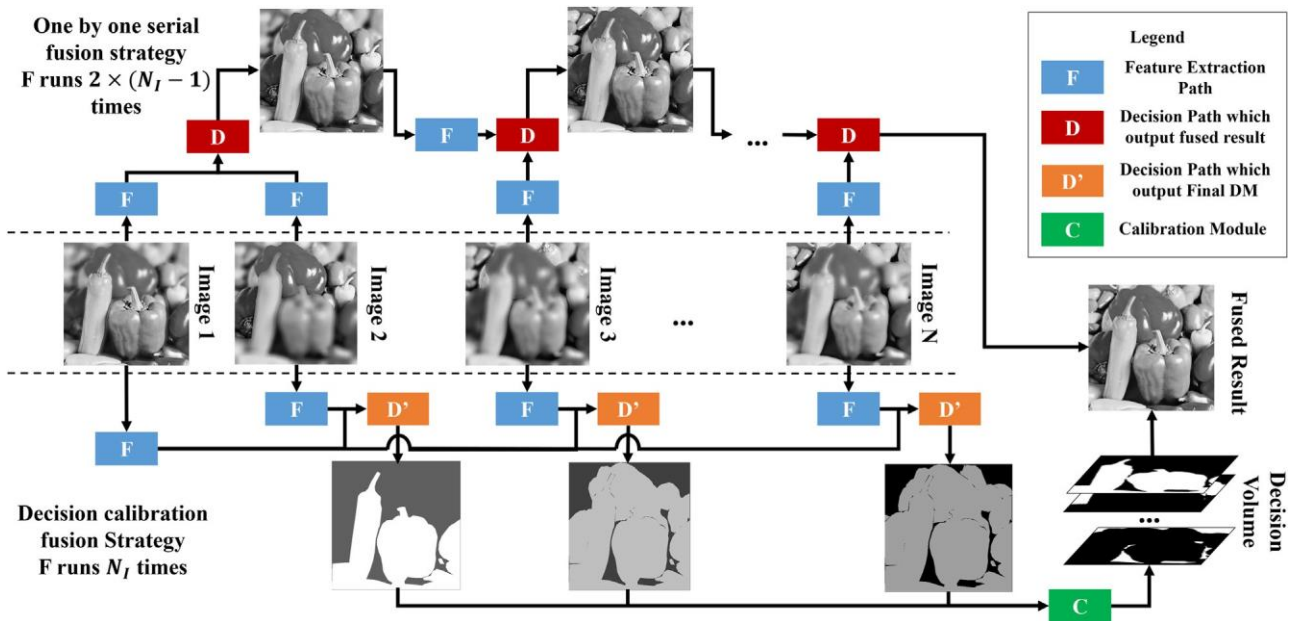 One by one serial
fusion strategy
F runs 2 × (N_I − 1)
times
D
F
D
...
D
F
F
F
F
Legend
F
Feature Extraction
Path
D
Decision Path which
output fused result
D’
Decision Path which
output Final DM
C
Calibration Module
Image 1
Image 2
Image 3
...
Image N
Fused Result
F
D’
F
D’
F
D’
F
Decision calibration
fusion Strategy
F runs N_I times
...
Decision
Volume
C